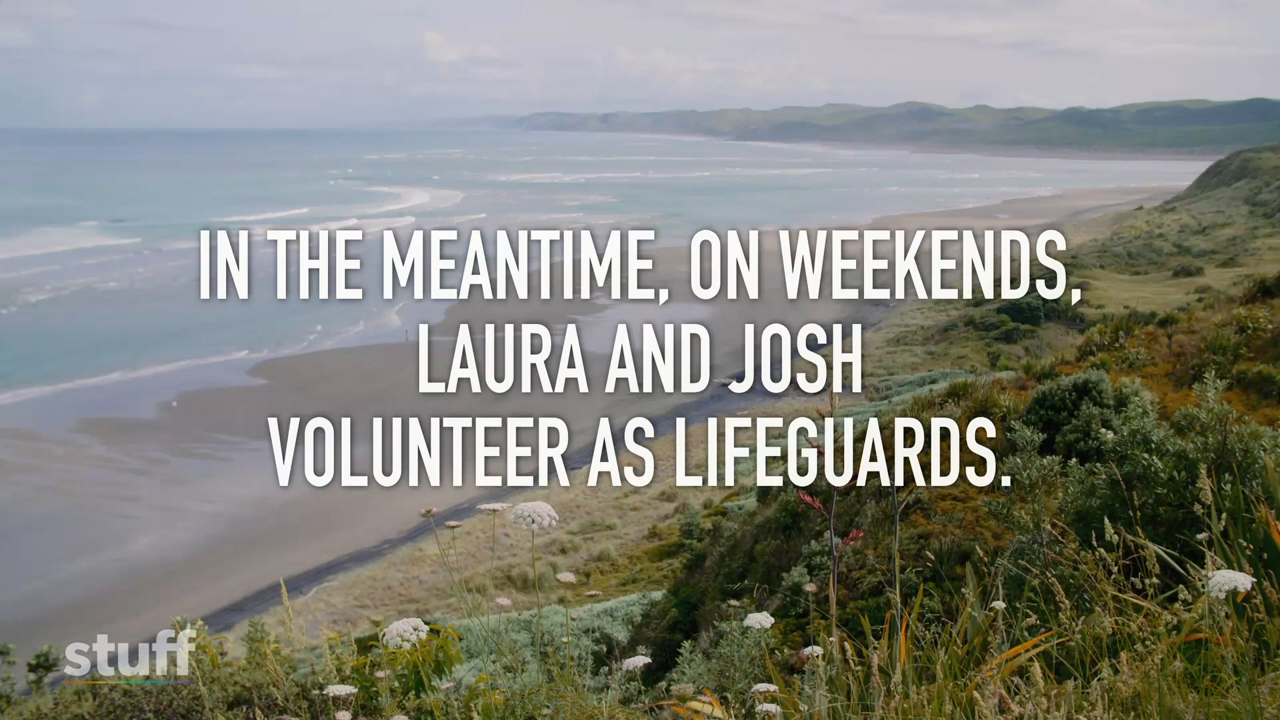 IN THE MEANTIME, ON WEEKENDS,
LAURA AND JOSH
VOLUNTEER AS LIFEGUARDS.
stuff